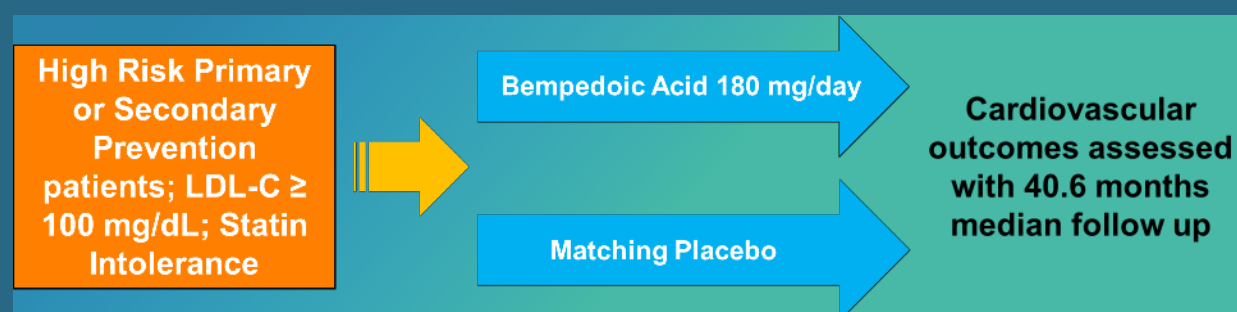 High Risk Primary
or Secondary
Prevention
patients; LDL-C ≥
100 mg/dL; Statin
Intolerance
Bempedoic Acid 180 mg/day
Matching Placebo
Cardiovascular
outcomes assessed
with 40.6 months
median follow up